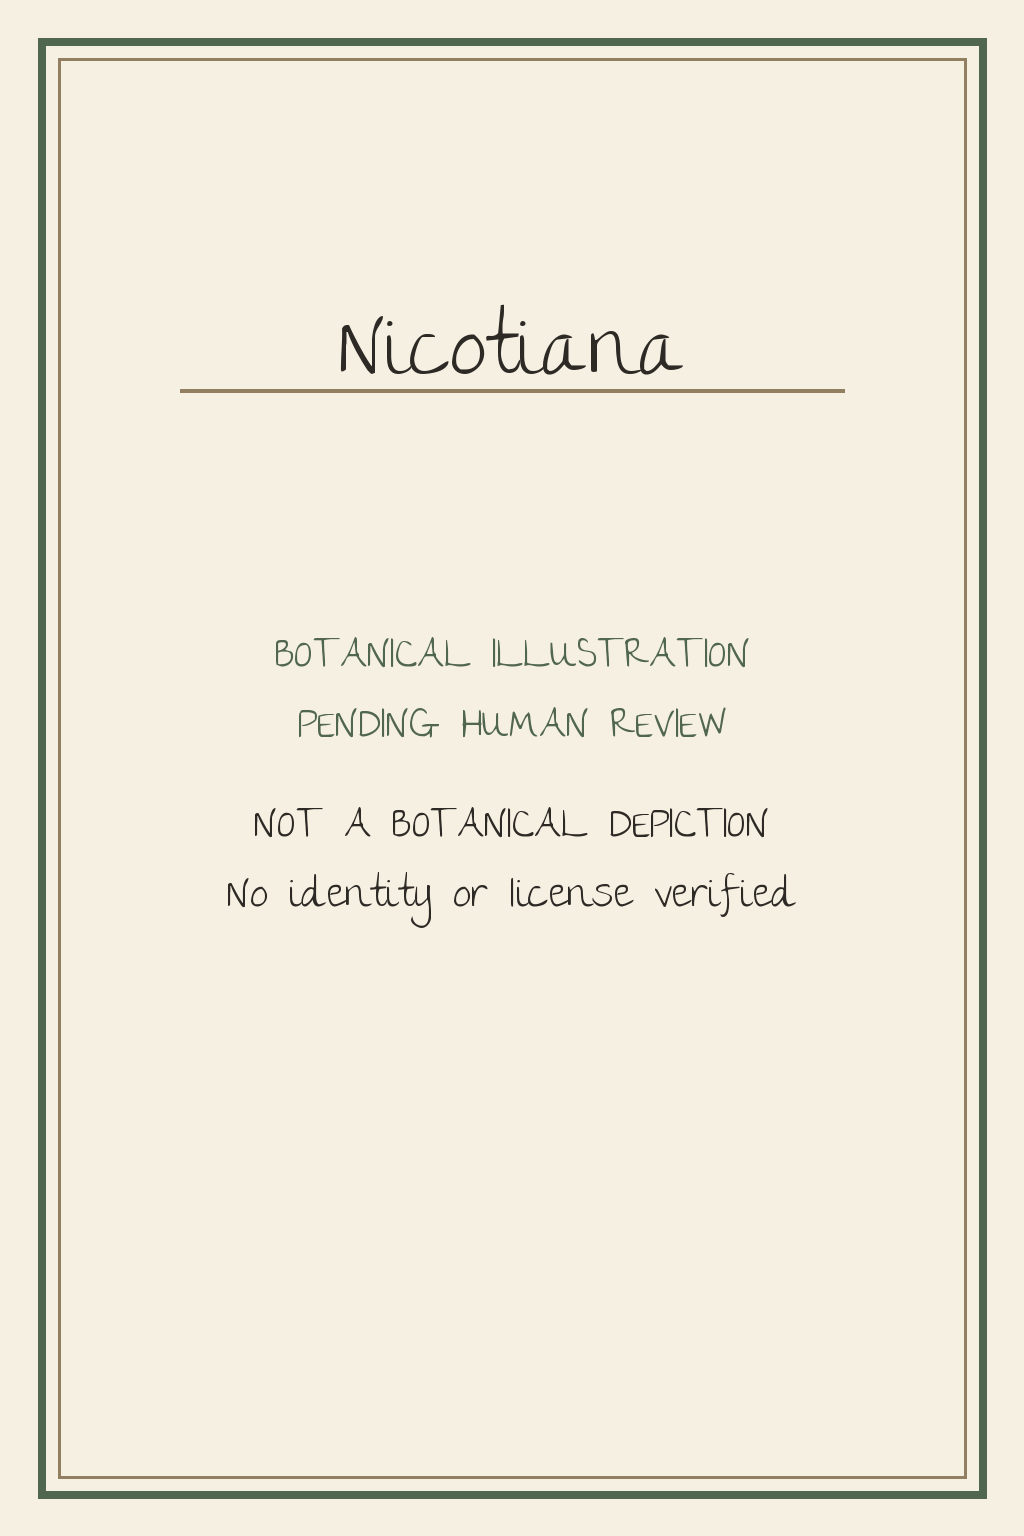 Nicotiana
BOTANICAL ILLUSTRATION
PENDING HUMAN REVIEW
NOT A BOTANICAL DEPICTION
No identity or license verified